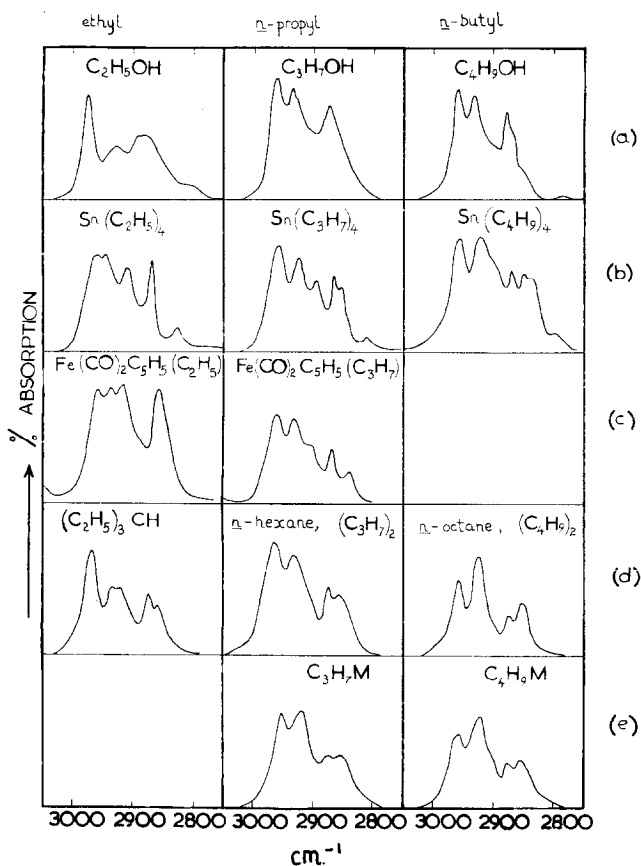 ethyl n-propyl n-butyl
C₂H₅OH C₃H₇OH C₄H₉OH
(a)
Sn(C₂H₅)₄ Sn(C₃H₇)₄ Sn(C₄H₉)₄
(b)
Fe(CO)₂C₅H₅(C₂H₅) Fe(CO)₂C₅H₅(C₃H₇)
(c)
(C₂H₅)₃CH n-hexane, (C₃H₇)₂ n-octane, (C₄H₉)₂
(d)
C₃H₇M C₄H₉M
(e)
% ABSORPTION
3000 2900 2800 3000 2900 2800 3000 2900 2800
cm.⁻¹